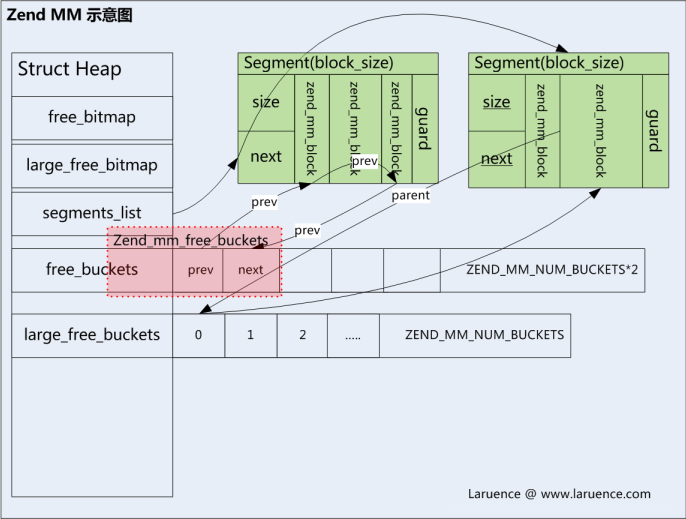 Zend MM 示意图
Struct Heap
free_bitmap
large_free_bitmap
segments_list
free_buckets
large_free_buckets
Segment(block_size)
size
next
zend_mm_block
zend_mm_block
zend_mm_block
guard
Segment(block_size)
size
next
zend_mm_block
zend_mm_block
guard
prev
prev
prev
parent
Zend_mm_free_buckets
prev
next
ZEND_MM_NUM_BUCKETS*2
0
1
2
.....
ZEND_MM_NUM_BUCKETS
Laruence @ www.laruence.com